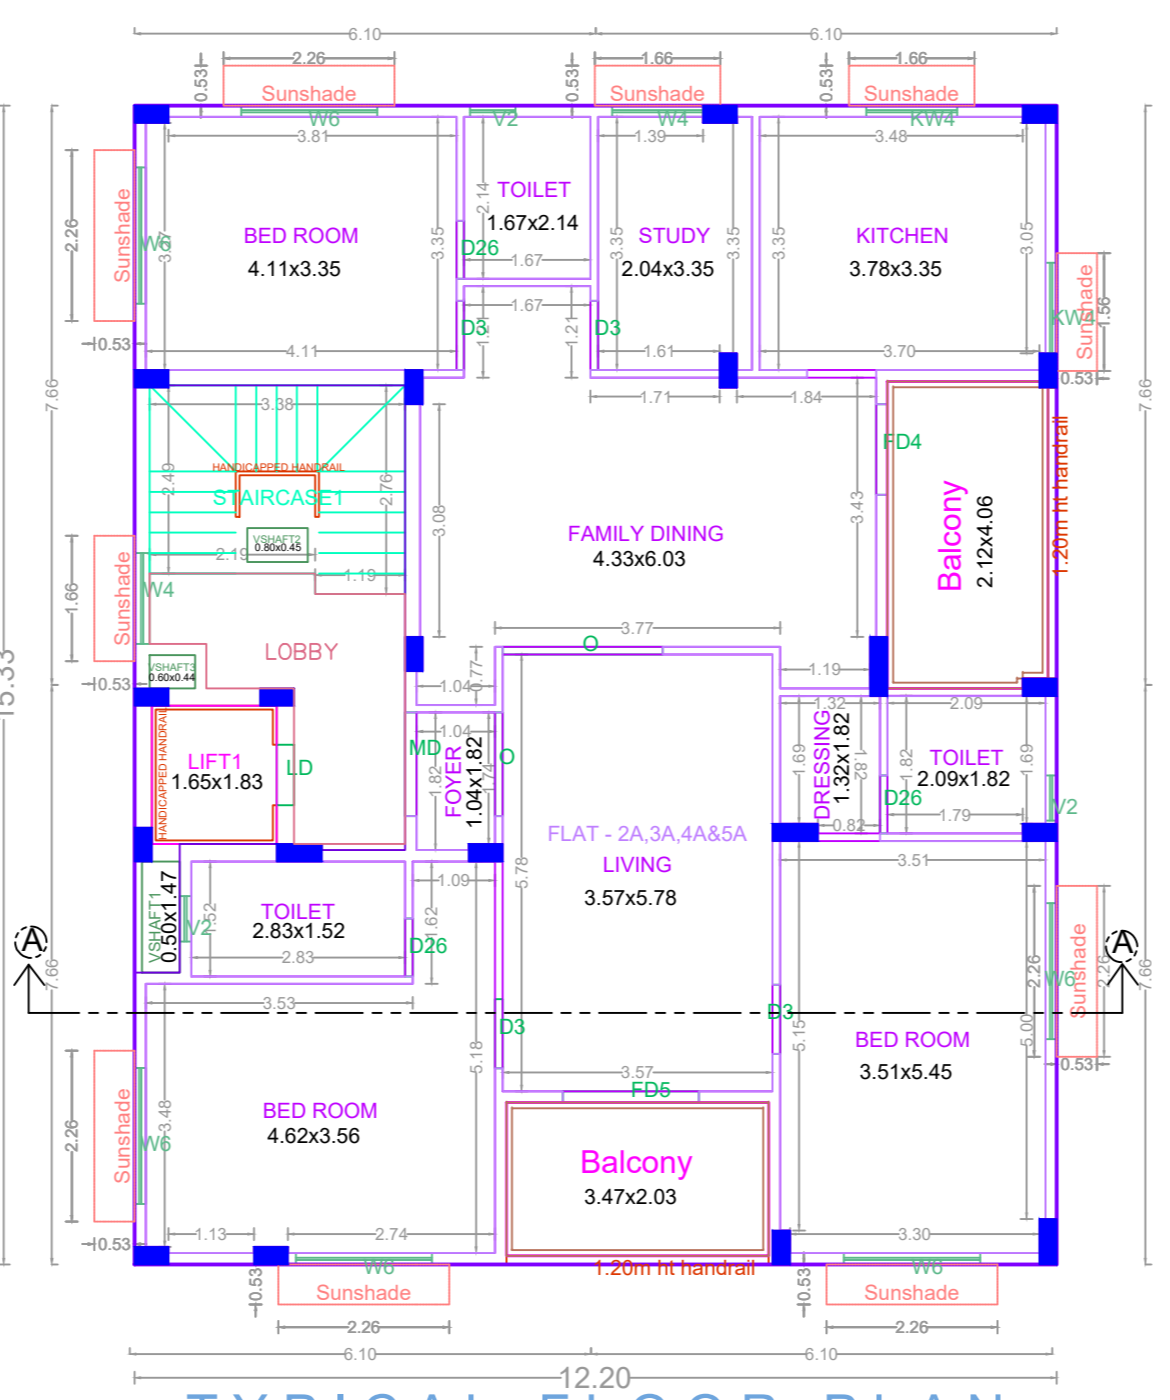 6.10 6.10
2.26 1.66 1.66
0.53 0.53 0.53
Sunshade Sunshade Sunshade
W6 V2 W4 KW4
3.81 1.39 3.48
BED ROOM
4.11x3.35
TOILET
1.67x2.14
STUDY
2.04x3.35
KITCHEN
3.78x3.35
2.26 Sunshade W6
3.35 2.14 3.35 3.35 3.35 3.05
D26 1.67
Sunshade KW4 1.56
1.67
D3 1.21 D3
0.53 4.11 1.61 3.70 0.53
3.38 1.71 1.84
7.66 7.66
2.49 2.76 3.08 3.43
HANDICAPPED HANDRAIL
STAIRCASE1
VSHAFT2
0.80x0.45
2.19 1.19
FD4
FAMILY DINING
4.33x6.03
Balcony
2.12x4.06
1.20m ht handrail
1.66 Sunshade W4
LOBBY
3.77
O
VSHAFT3
0.60x0.44
0.53 1.04 0.77 1.19
15.33
1.04 1.32 2.09
HANDICAPPED HANDRAIL
LIFT1
1.65x1.83
LD MD
1.82 FOYER
1.04x1.82
1.74 O
1.69 DRESSING
1.32x1.82
1.82 1.82 1.69
TOILET
2.09x1.82
D26 1.79 V2
0.82
FLAT - 2A,3A,4A&5A
LIVING
3.57x5.78
5.78 3.51
1.09
VSHAFT1
0.50x1.47
V2
TOILET
2.83x1.52
2.83
D26 1.62
A A
7.66 7.66
2.26 W6 Sunshade 2.26
3.53
D3 D3
5.18 5.15 5.00
BED ROOM
3.51x5.45
0.53
3.57
FD5
2.26 Sunshade W6
3.48
BED ROOM
4.62x3.56
Balcony
3.47x2.03
0.53 1.13 2.74 3.30
W6 1.20m ht handrail W6
0.53 Sunshade 0.53 Sunshade
2.26 2.26
6.10 6.10
12.20
TYPICAL FLOOR PLAN